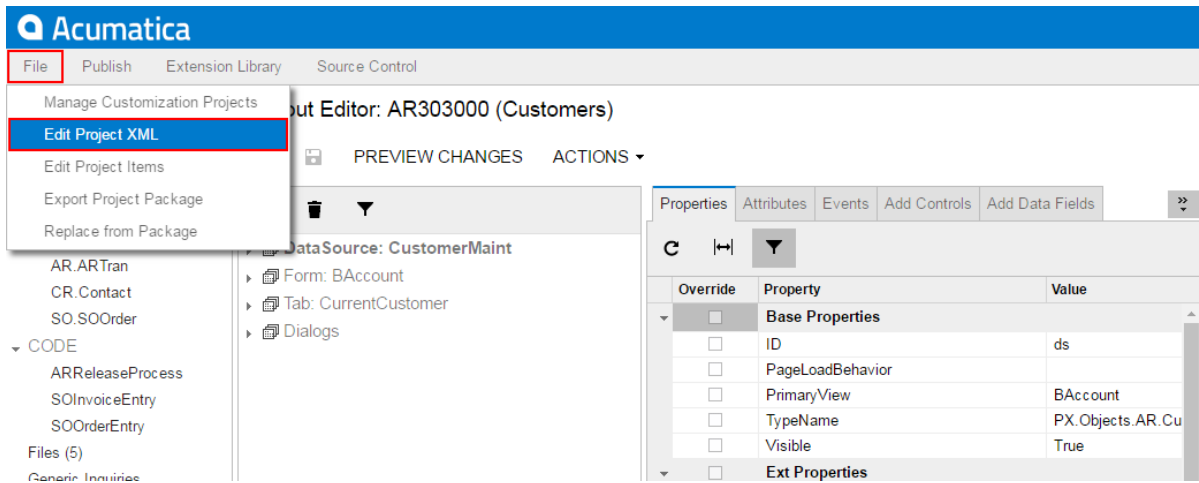 Acumatica
File Publish Extension Library Source Control
Manage Customization Projects
Edit Project XML
Edit Project Items
Export Project Package
Replace from Package
out Editor: AR303000 (Customers)
PREVIEW CHANGES ACTIONS
AR.ARTran
CR.Contact
SO.SOOrder
CODE
ARReleaseProcess
SOInvoiceEntry
SOOrderEntry
Files (5)
Generic Inquiries
DataSource: CustomerMaint
Form: BAccount
Tab: CurrentCustomer
Dialogs
Properties Attributes Events Add Controls Add Data Fields
Override Property Value
Base Properties
ID ds
PageLoadBehavior
PrimaryView BAccount
TypeName PX.Objects.AR.Cu
Visible True
Ext Properties